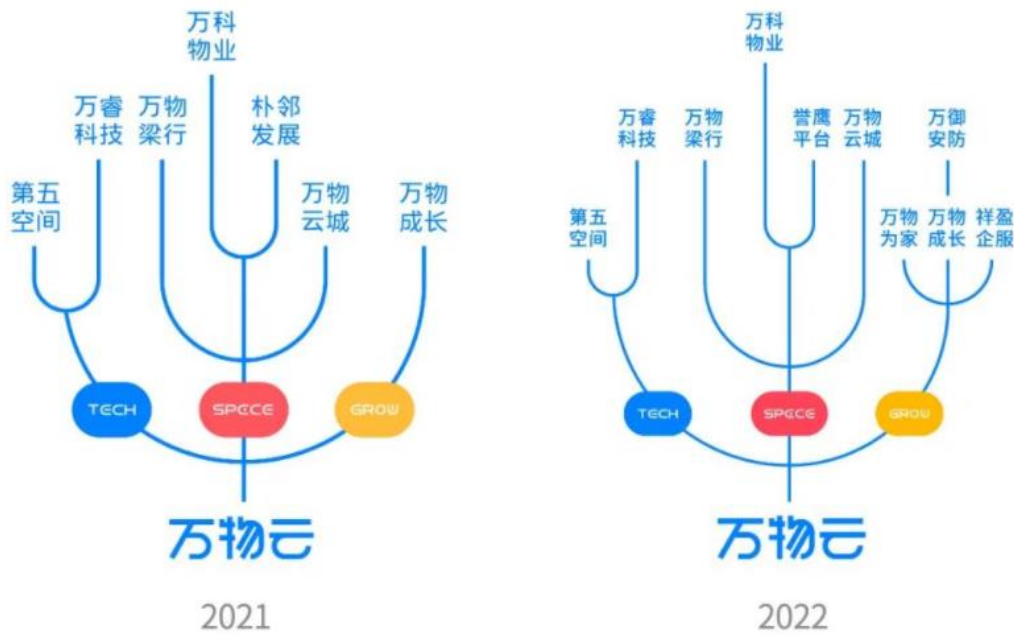 万科
物业
万睿
科技
万物
梁行
朴邻
发展
第五
空间
万物
云城
万物
成长
TECH
SPACE
GROW
万物云
2021
万科
物业
万睿
科技
万物
梁行
誉鹰
平台
万物
云城
万御
安防
第五
空间
万物
为家
万物
成长
祥盈
企服
TECH
SPACE
GROW
万物云
2022